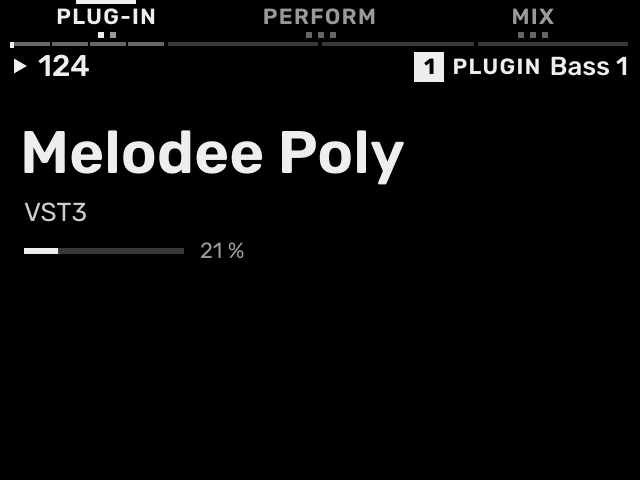 PLUG-IN PERFORM MIX
124 1 PLUGIN Bass 1
Melodee Poly
VST3
21 %